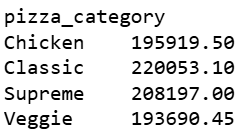 pizza_category
Chicken 195919.50
Classic 220053.10
Supreme 208197.00
Veggie 193690.45